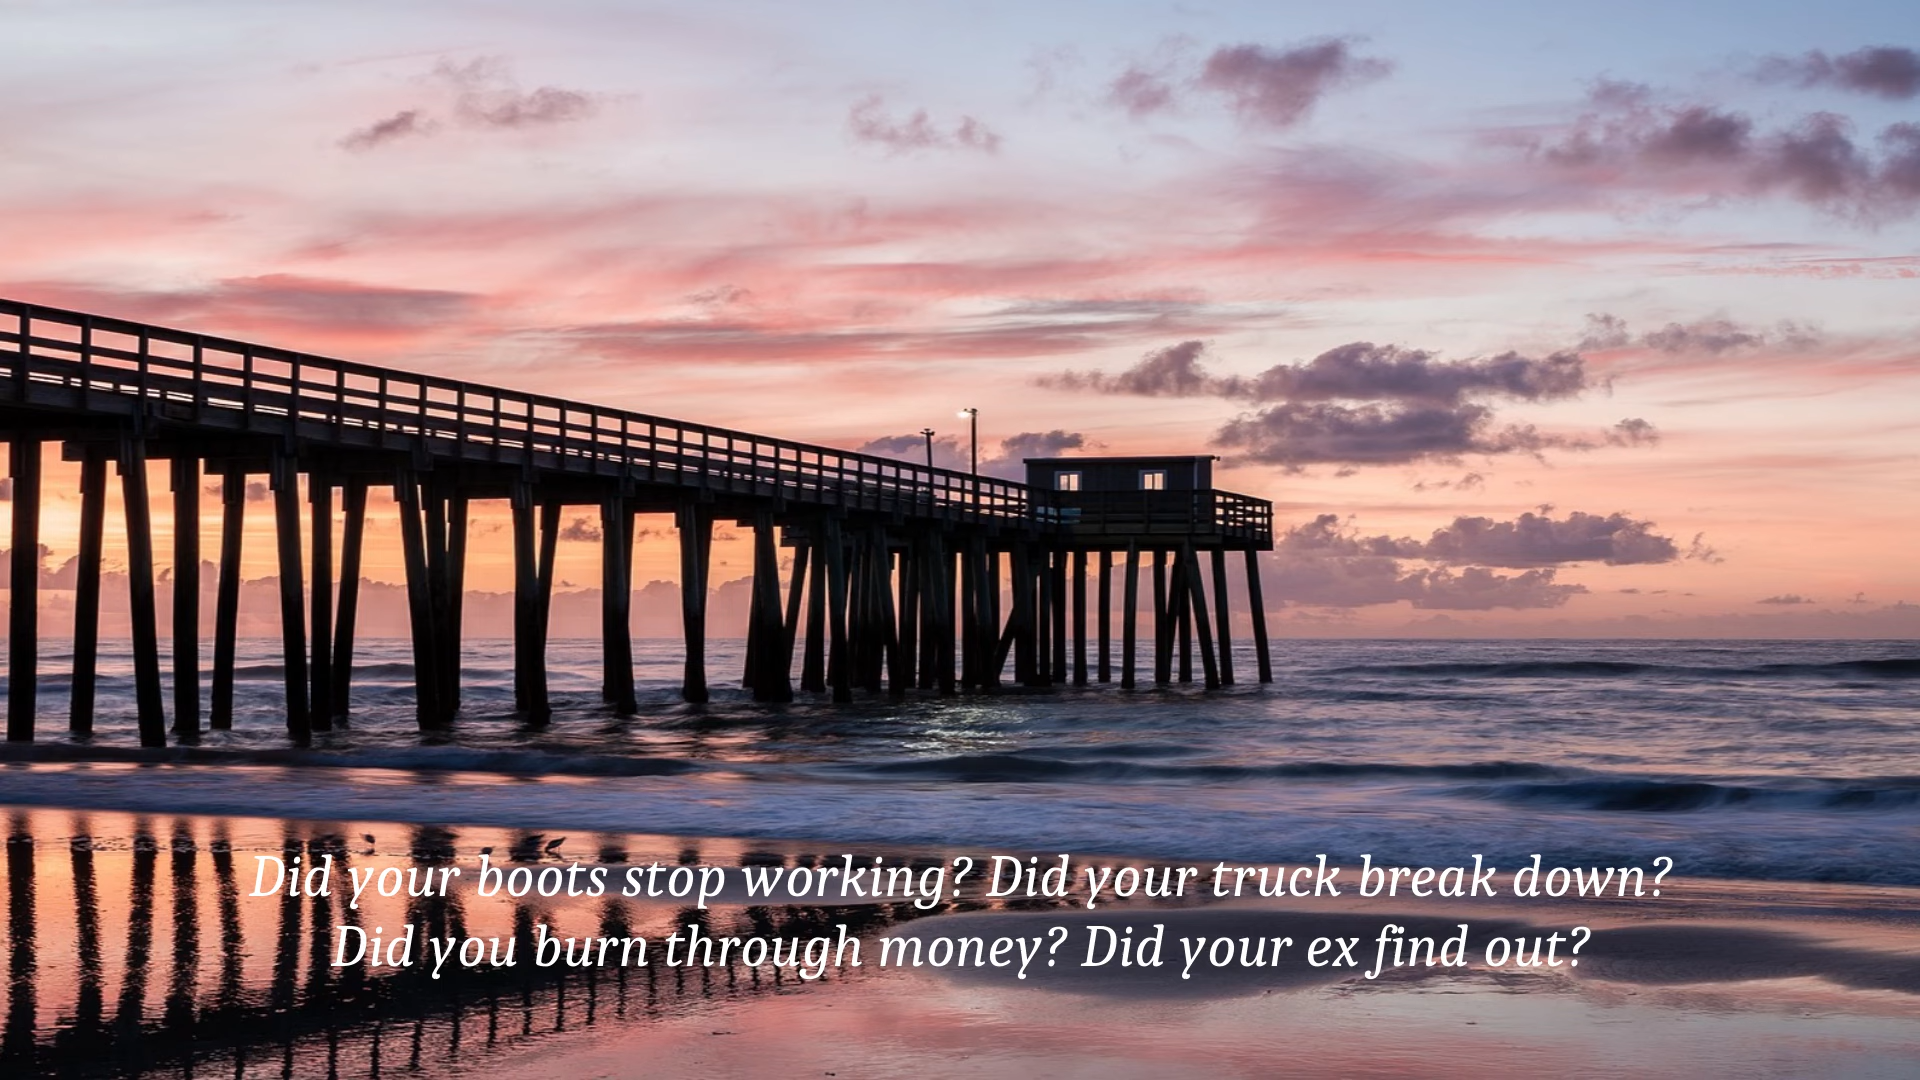 Did your boots stop working? Did your truck break down?
Did you burn through money? Did your ex find out?